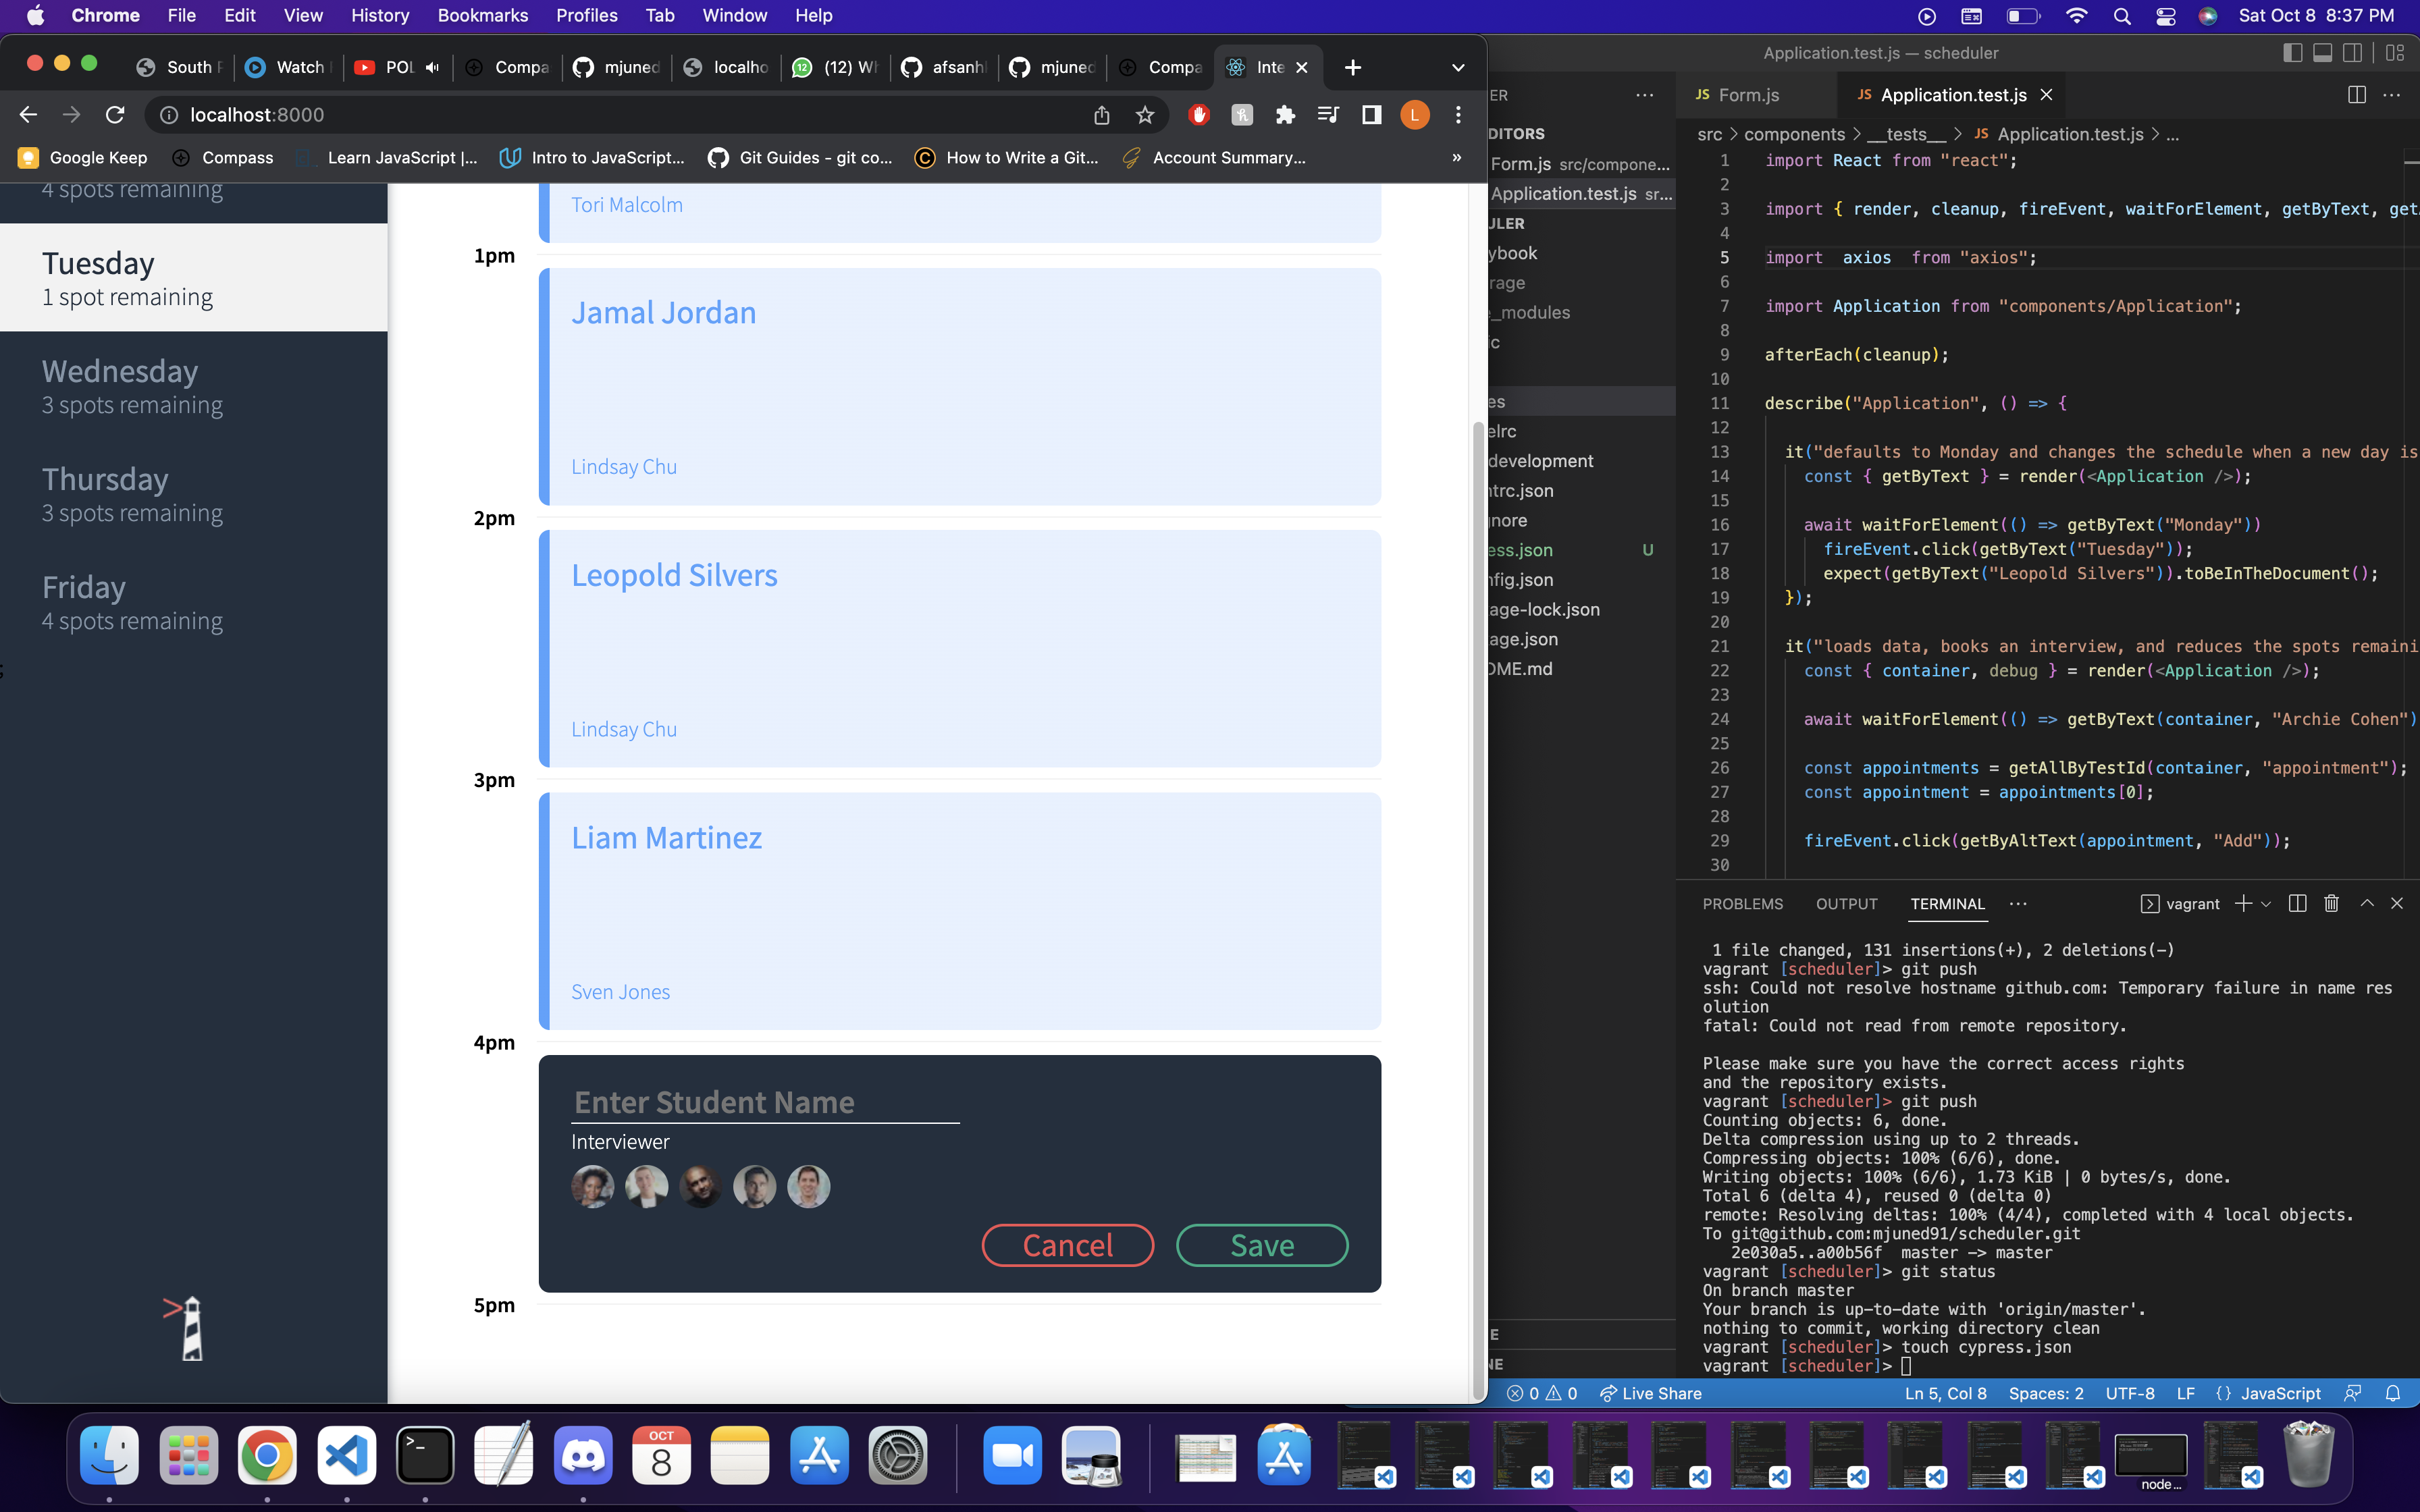 Chrome File Edit View History Bookmarks Profiles Tab Window Help
Sat Oct 8 8:37 PM
South Watch POL Compa mjuned localho (12) Wh afsanh mjuned Compa Inte
localhost:8000
Google Keep Compass Learn JavaScript |... Intro to JavaScript... Git Guides - git co... How to Write a Git... Account Summary... »
4 spots remaining
Tuesday
1 spot remaining
Wednesday
3 spots remaining
Thursday
3 spots remaining
Friday
4 spots remaining
;
Tori Malcolm
1pm
Jamal Jordan
Lindsay Chu
2pm
Leopold Silvers
Lindsay Chu
3pm
Liam Martinez
Sven Jones
4pm
Enter Student Name
Interviewer
Cancel Save
5pm
Application.test.js — scheduler
ER ...
DITORS
Form.js src/compone...
Application.test.js sr...
ULER
ybook
rage
e_modules
ic
es
elrc
development
ntrc.json
nore
ess.json U
nfig.json
age-lock.json
age.json
DME.md
E
NE
JS Form.js JS Application.test.js
src > components > __tests__ > JS Application.test.js > ...
1 import React from "react";
2
3 import { render, cleanup, fireEvent, waitForElement, getByText, getA
4
5 import  axios  from "axios";
6
7 import Application from "components/Application";
8
9 afterEach(cleanup);
10
11 describe("Application", () => {
12
13 it("defaults to Monday and changes the schedule when a new day is
14 const { getByText } = render(<Application />);
15
16 await waitForElement(() => getByText("Monday"))
17 fireEvent.click(getByText("Tuesday"));
18 expect(getByText("Leopold Silvers")).toBeInTheDocument();
19 });
20
21 it("loads data, books an interview, and reduces the spots remaini
22 const { container, debug } = render(<Application />);
23
24 await waitForElement(() => getByText(container, "Archie Cohen")
25
26 const appointments = getAllByTestId(container, "appointment");
27 const appointment = appointments[0];
28
29 fireEvent.click(getByAltText(appointment, "Add"));
30
PROBLEMS OUTPUT TERMINAL ... vagrant
1 file changed, 131 insertions(+), 2 deletions(-)
vagrant [scheduler]> git push
ssh: Could not resolve hostname github.com: Temporary failure in name res
olution
fatal: Could not read from remote repository.
Please make sure you have the correct access rights
and the repository exists.
vagrant [scheduler]> git push
Counting objects: 6, done.
Delta compression using up to 2 threads.
Compressing objects: 100% (6/6), done.
Writing objects: 100% (6/6), 1.73 KiB | 0 bytes/s, done.
Total 6 (delta 4), reused 0 (delta 0)
remote: Resolving deltas: 100% (4/4), completed with 4 local objects.
To git@github.com:mjuned91/scheduler.git
2e030a5..a00b56f  master -> master
vagrant [scheduler]> git status
On branch master
Your branch is up-to-date with 'origin/master'.
nothing to commit, working directory clean
vagrant [scheduler]> touch cypress.json
vagrant [scheduler]>
0 0 Live Share Ln 5, Col 8 Spaces: 2 UTF-8 LF {} JavaScript
OCT
8
node ...